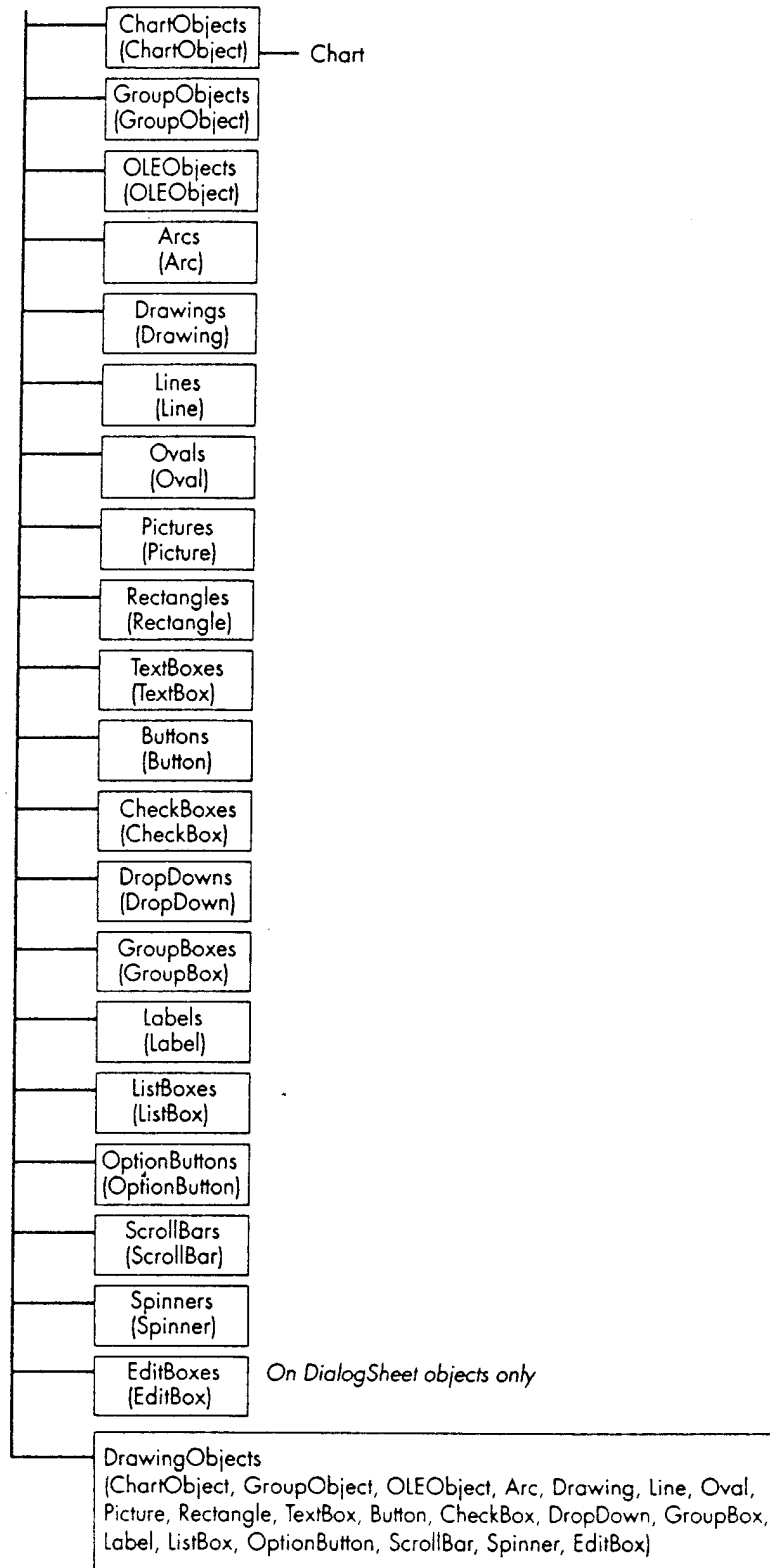 ChartObjects
(ChartObject)
Chart
GroupObjects
(GroupObject)
OLEObjects
(OLEObject)
Arcs
(Arc)
Drawings
(Drawing)
Lines
(Line)
Ovals
(Oval)
Pictures
(Picture)
Rectangles
(Rectangle)
TextBoxes
(TextBox)
Buttons
(Button)
CheckBoxes
(CheckBox)
DropDowns
(DropDown)
GroupBoxes
(GroupBox)
Labels
(Label)
ListBoxes
(ListBox)
OptionButtons
(OptionButton)
ScrollBars
(ScrollBar)
Spinners
(Spinner)
EditBoxes
(EditBox)
On DialogSheet objects only
DrawingObjects
(ChartObject, GroupObject, OLEObject, Arc, Drawing, Line, Oval,
Picture, Rectangle, TextBox, Button, CheckBox, DropDown, GroupBox,
Label, ListBox, OptionButton, ScrollBar, Spinner, EditBox)